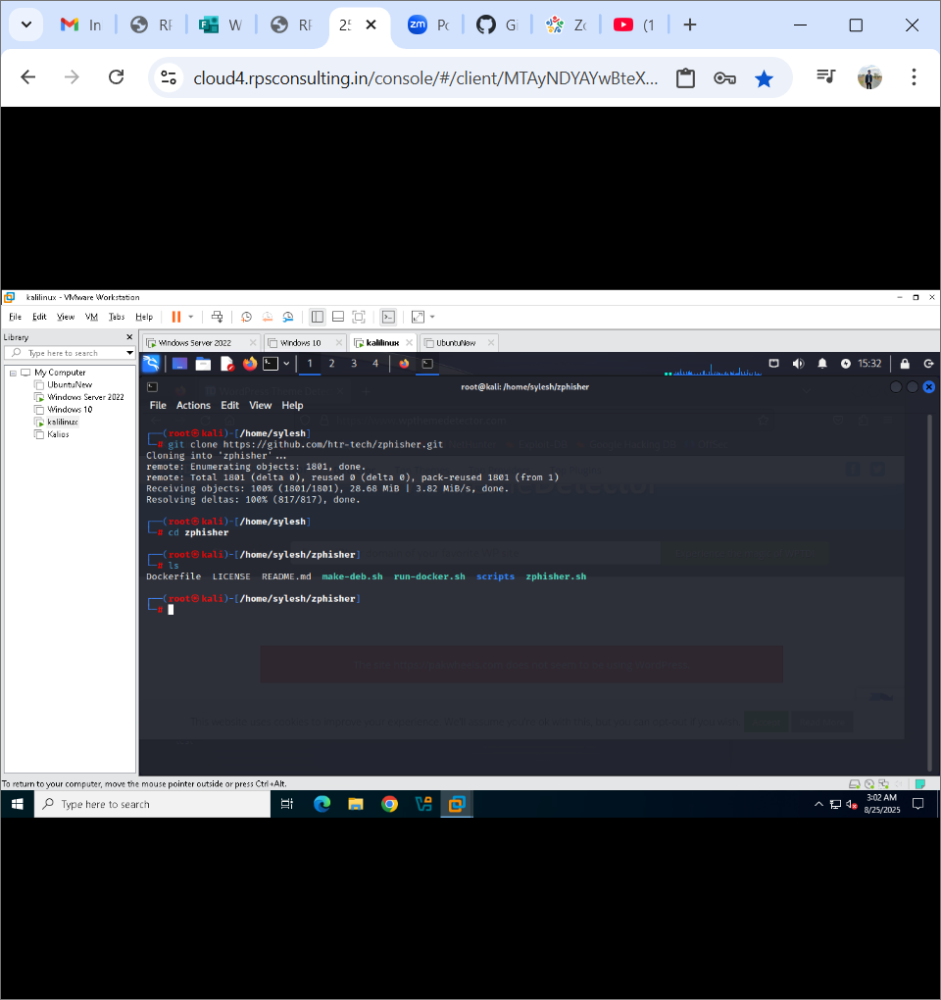 In
RF
W
RF
25
Po
Gi
Zo
(1
cloud4.rpsconsulting.in/console/#/client/MTAyNDYAYwBteX...
kalilinux - VMware Workstation
File Edit View VM Tabs Help
Library
Type here to search
My Computer
UbuntuNew
Windows Server 2022
Windows 10
kalilinux
Kalios
Windows Server 2022
Windows 10
kalilinux
UbuntuNew
1 2 3 4
15:32
root@kali: /home/sylesh/zphisher
File Actions Edit View Help
┌──(root㉿kali)-[/home/sylesh]
└─# git clone https://github.com/htr-tech/zphisher.git
Cloning into 'zphisher'...
remote: Enumerating objects: 1801, done.
remote: Total 1801 (delta 0), reused 0 (delta 0), pack-reused 1801 (from 1)
Receiving objects: 100% (1801/1801), 28.68 MiB | 3.82 MiB/s, done.
Resolving deltas: 100% (817/817), done.
┌──(root㉿kali)-[/home/sylesh]
└─# cd zphisher
┌──(root㉿kali)-[/home/sylesh/zphisher]
└─# ls
Dockerfile LICENSE README.md make-deb.sh run-docker.sh scripts zphisher.sh
┌──(root㉿kali)-[/home/sylesh/zphisher]
└─#
To return to your computer, move the mouse pointer outside or press Ctrl+Alt.
Type here to search
3:02 AM
8/25/2025